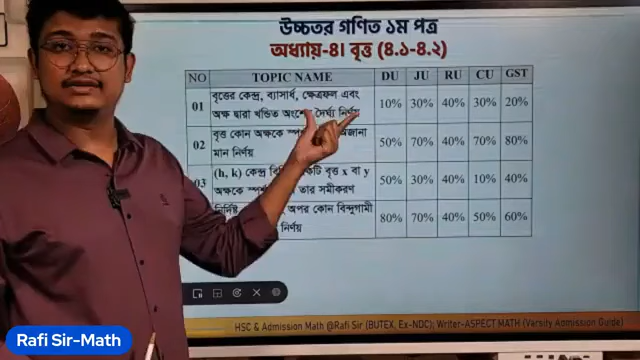 উচ্চতর গণিত ১ম পত্র
অধ্যায়-৪। বৃত্ত (৪.১-৪.২)
NO TOPIC NAME DU JU RU CU GST
01 বৃত্তের কেন্দ্র, ব্যাসার্ধ, ক্ষেত্রফল এবং 10% 30% 40% 30% 20%
অক্ষ দ্বারা খন্ডিত অংশের দৈর্ঘ্য নির্ণয়
02 বৃত্ত কোন অক্ষকে অজানা 50% 70% 40% 70% 80%
মান নির্ণয়
03 (h, k) কেন্দ্র বৃত্ত x বা y 50% 30% 40% 10% 40%
অক্ষকে তার সমীকরণ
অপর কোন বিন্দুগামী 80% 70% 40% 50% 60%
নির্ণয়
HSC & Admission Math @Rafi Sir (BUTEX, Ex-NDC); Writer-ASPECT MATH (Varsity Admission Guide)
Rafi Sir-Math